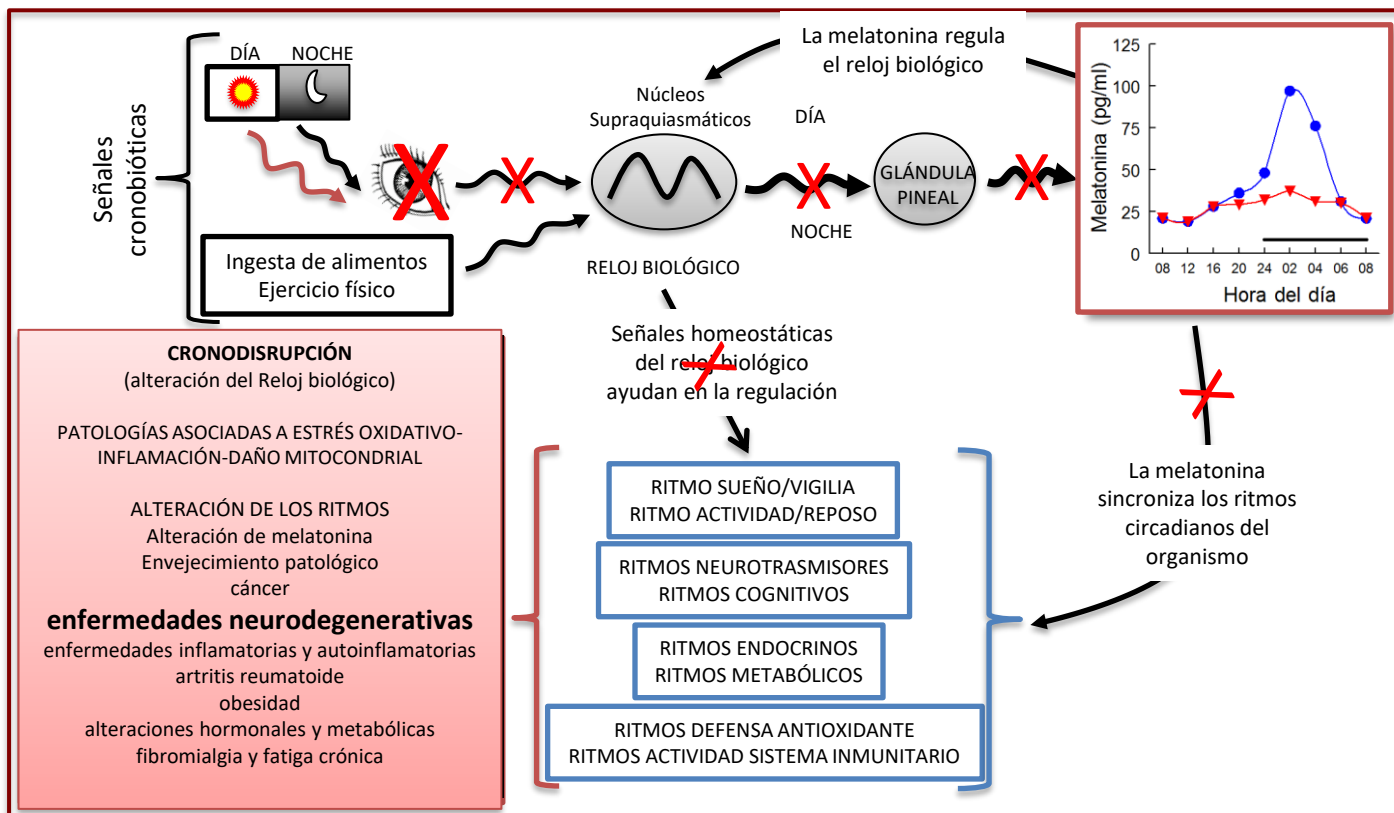 DÍA
NOCHE
Señales
cronobióticas
Ingesta de alimentos
Ejercicio físico
Núcleos
Supraquiasmáticos
RELOJ BIOLÓGICO
La melatonina regula
el reloj biológico
DÍA
NOCHE
GLÁNDULA
PINEAL
Melatonina (pg/ml)
125
100
75
50
25
0
08 12 16 20 24 02 04 06 08
Hora del día
Señales homeostáticas
del reloj biológico
ayudan en la regulación
La melatonina
sincroniza los ritmos
circadianos del
organismo
CRONODISRUPCIÓN
(alteración del Reloj biológico)
PATOLOGÍAS ASOCIADAS A ESTRÉS OXIDATIVO-
INFLAMACIÓN-DAÑO MITOCONDRIAL
ALTERACIÓN DE LOS RITMOS
Alteración de melatonina
Envejecimiento patológico
cáncer
enfermedades neurodegenerativas
enfermedades inflamatorias y autoinflamatorias
artritis reumatoide
obesidad
alteraciones hormonales y metabólicas
fibromialgia y fatiga crónica
RITMO SUEÑO/VIGILIA
RITMO ACTIVIDAD/REPOSO
RITMOS NEUROTRASMISORES
RITMOS COGNITIVOS
RITMOS ENDOCRINOS
RITMOS METABÓLICOS
RITMOS DEFENSA ANTIOXIDANTE
RITMOS ACTIVIDAD SISTEMA INMUNITARIO